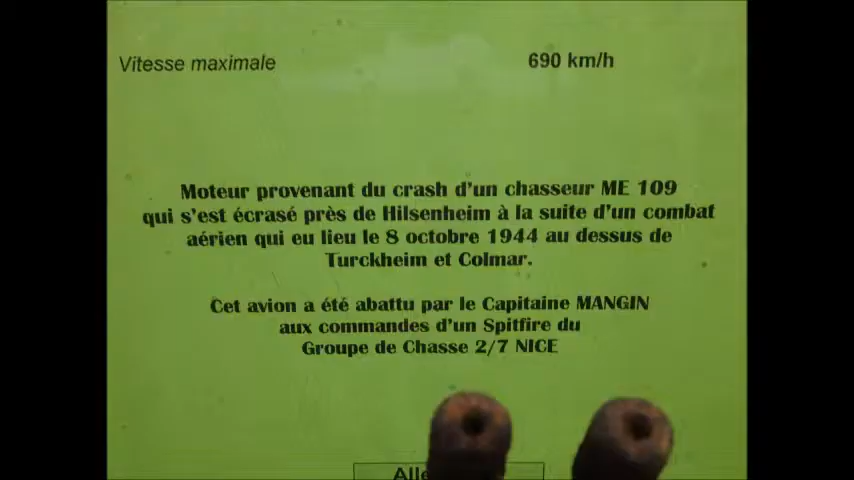 Vitesse maximale 690 km/h
Moteur provenant du crash d'un chasseur ME 109
qui s'est écrasé près de Hilsenheim à la suite d'un combat
aérien qui eu lieu le 8 octobre 1944 au dessus de
Turckheim et Colmar.
Cet avion a été abattu par le Capitaine MANGIN
aux commandes d'un Spitfire du
Groupe de Chasse 2/7 NICE